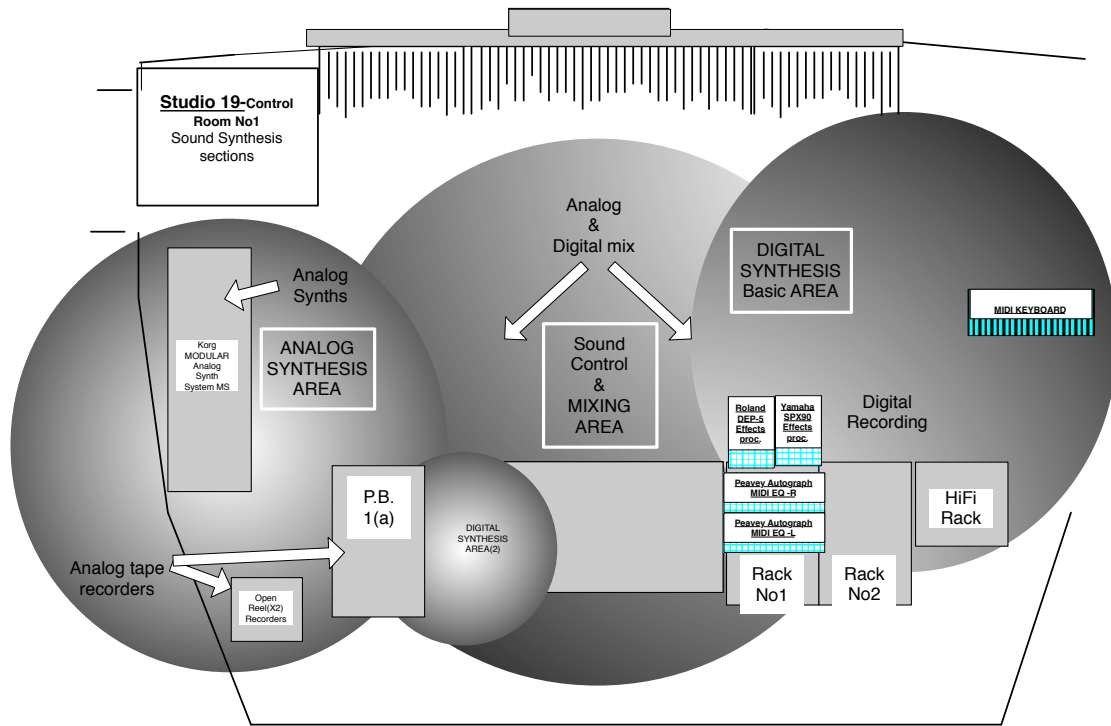 Studio 19-Control
Room No1
Sound Synthesis
sections
Analog
&
Digital mix
DIGITAL
SYNTHESIS
Basic AREA
Analog
Synths
MIDI KEYBOARD
Korg
MODULAR
Analog
Synth
System MS
ANALOG
SYNTHESIS
AREA
Sound
Control
&
MIXING
AREA
Roland
DEP-5
Effects
proc.
Yamaha
SPX90
Effects
proc.
Digital
Recording
P.B.
1(a)
Peavey Autograph
MIDI EQ -R
HiFi
Rack
DIGITAL
SYNTHESIS
AREA(2)
Peavey Autograph
MIDI EQ -L
Analog tape
recorders
Rack
No1
Rack
No2
Open
Reel(X2)
Recorders